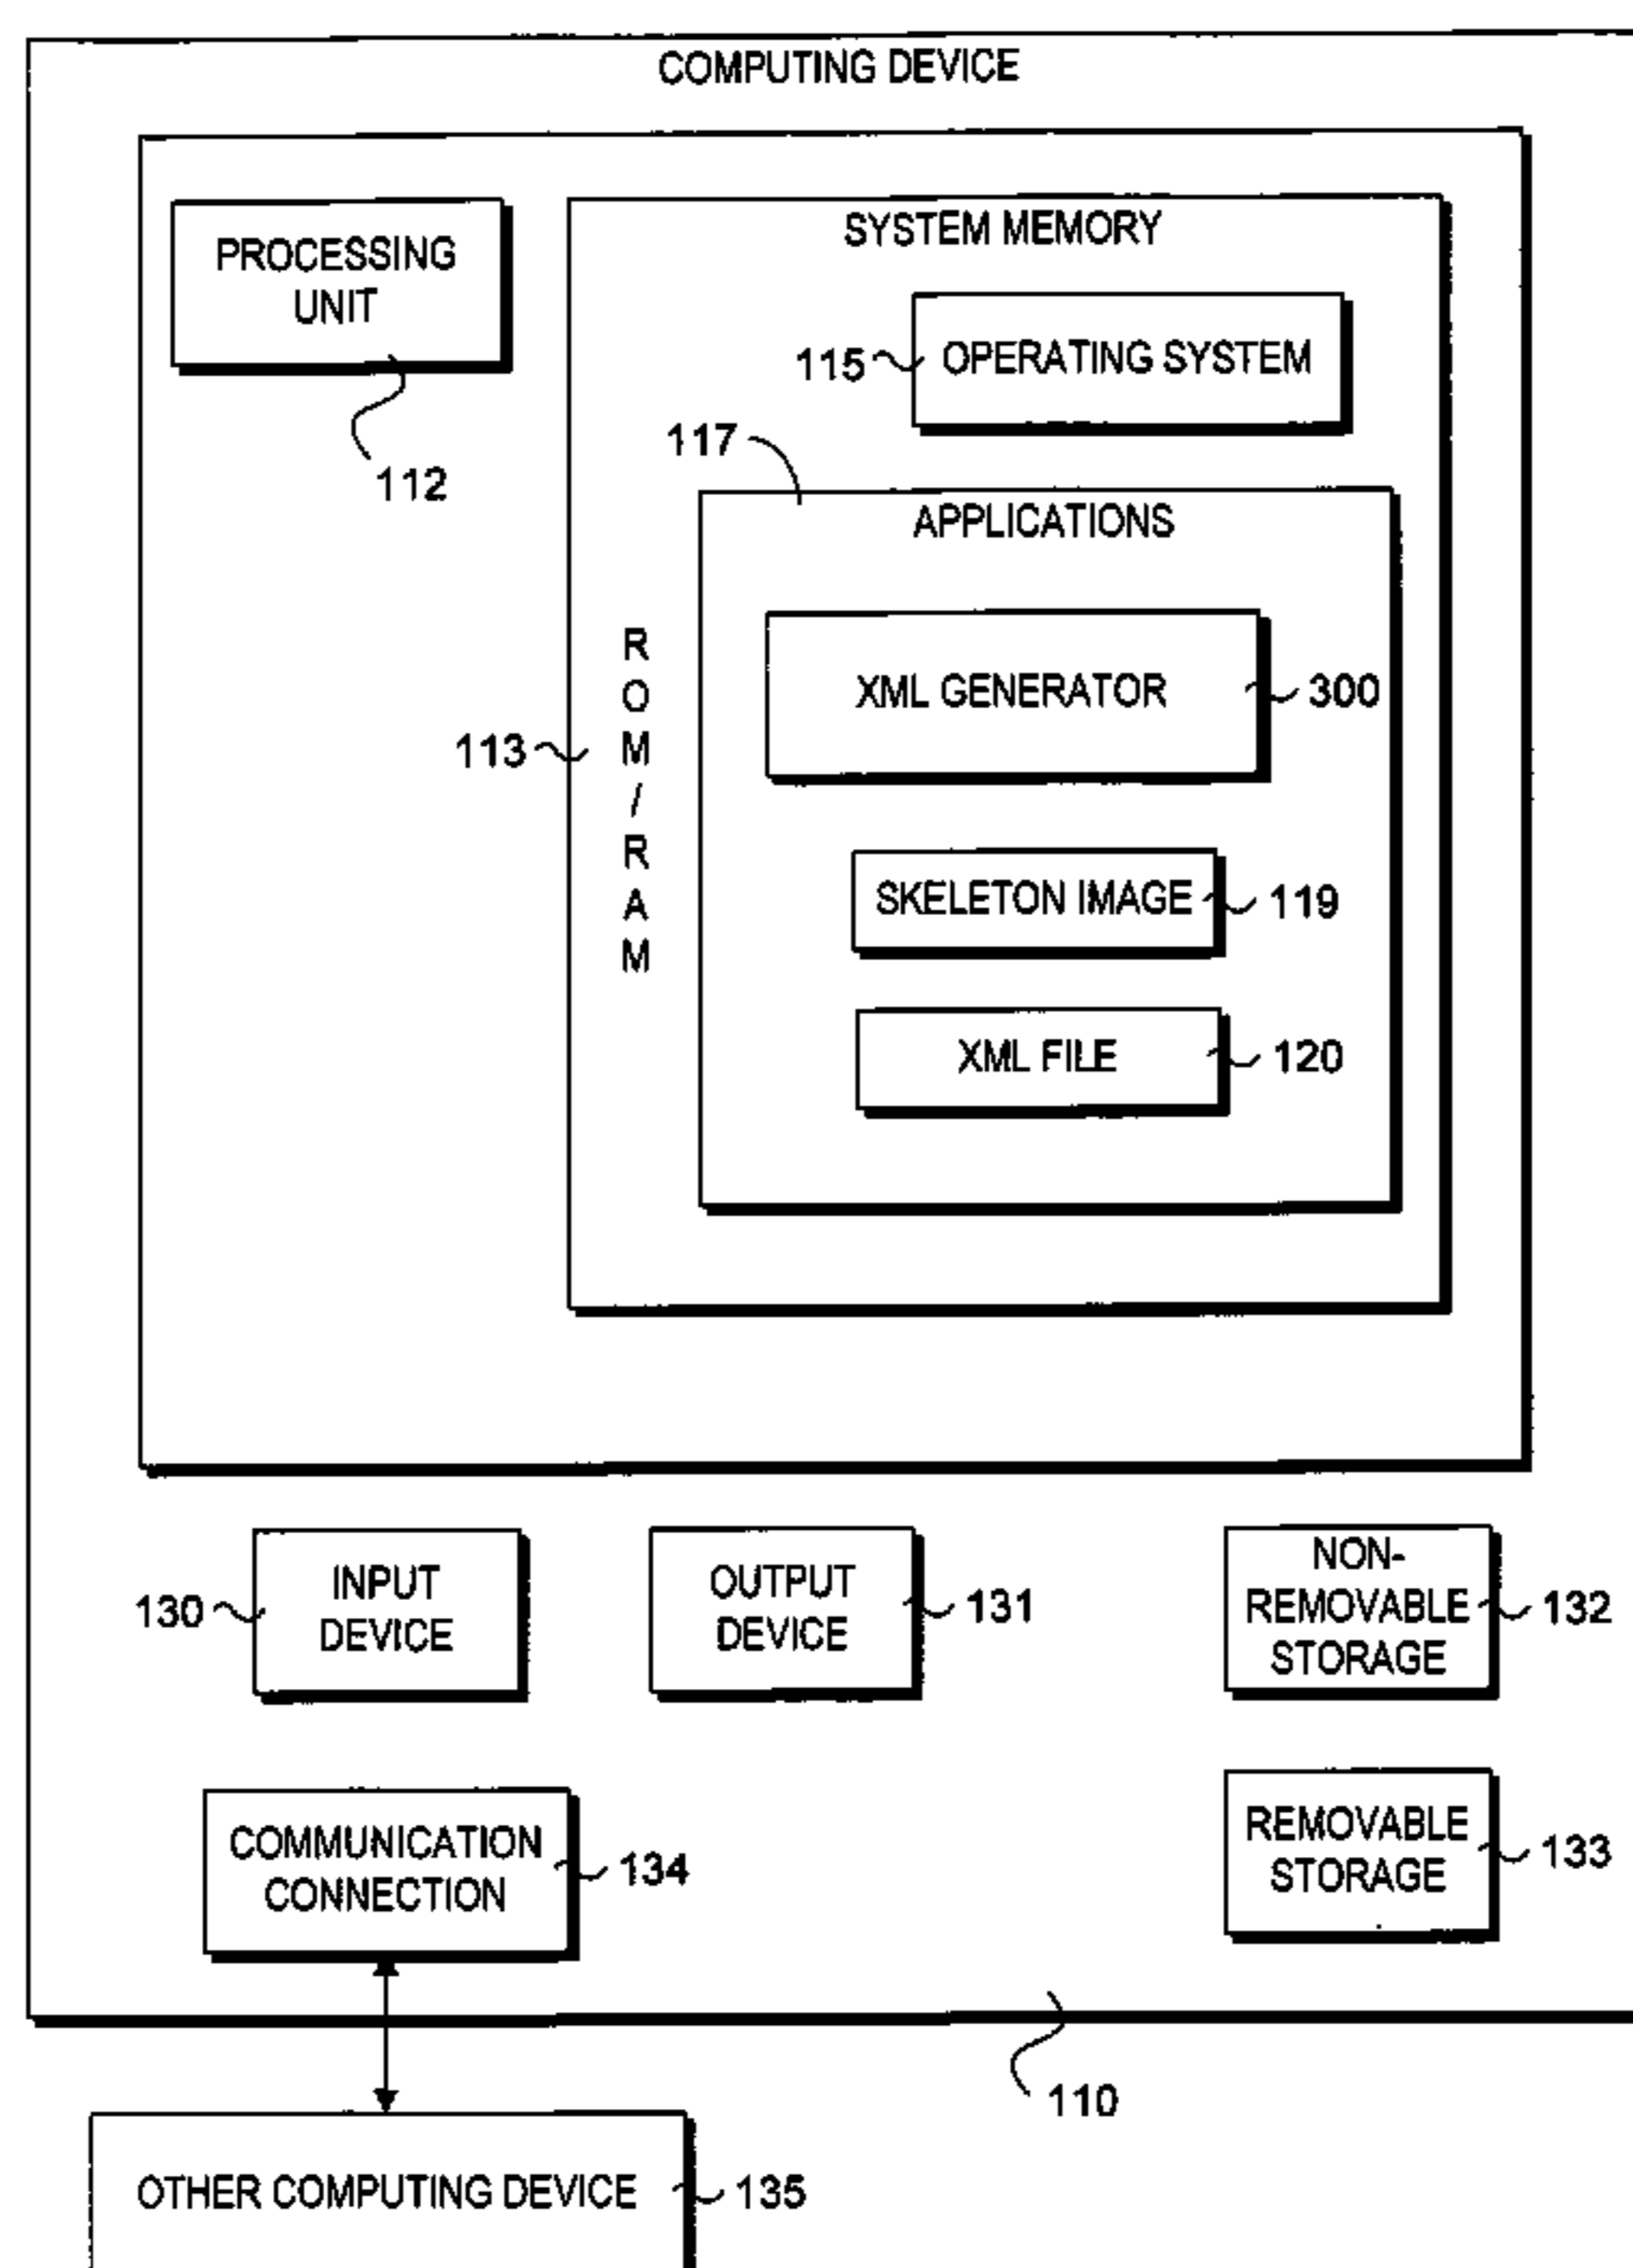 COMPUTING DEVICE
PROCESSING
UNIT
112
SYSTEM MEMORY
115
OPERATING SYSTEM
117
APPLICATIONS
ROM/RAM
113
XML GENERATOR
300
SKELETON IMAGE
119
XML FILE
120
130
INPUT
DEVICE
OUTPUT
DEVICE
131
NON-
REMOVABLE
STORAGE
132
COMMUNICATION
CONNECTION
134
REMOVABLE
STORAGE
133
110
OTHER COMPUTING DEVICE
135